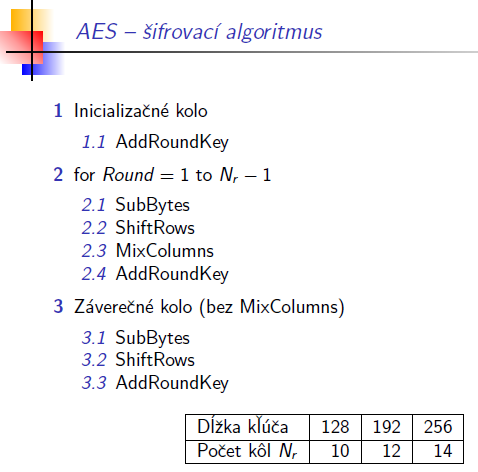 AES – šifrovací algoritmus
1 Inicializačné kolo
1.1 AddRoundKey
2 for Round = 1 to Nᵣ − 1
2.1 SubBytes
2.2 ShiftRows
2.3 MixColumns
2.4 AddRoundKey
3 Záverečné kolo (bez MixColumns)
3.1 SubBytes
3.2 ShiftRows
3.3 AddRoundKey
Dĺžka kľúča 128 192 256
Počet kôl Nᵣ 10 12 14